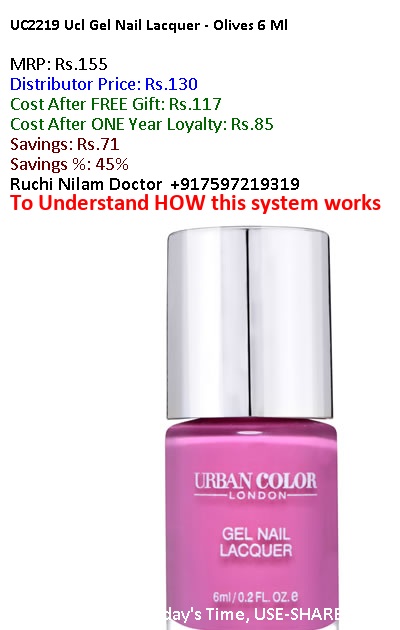 UC2219 Ucl Gel Nail Lacquer - Olives 6 Ml
MRP: Rs.155
Distributor Price: Rs.130
Cost After FREE Gift: Rs.117
Cost After ONE Year Loyalty: Rs.85
Savings: Rs.71
Savings %: 45%
Ruchi Nilam Doctor +917597219319
To Understand HOW this system works
URBAN COLOR
LONDON
GEL NAIL
LACQUER
6ml/0.2 FL. OZ. e
day's Time, USE-SHARE